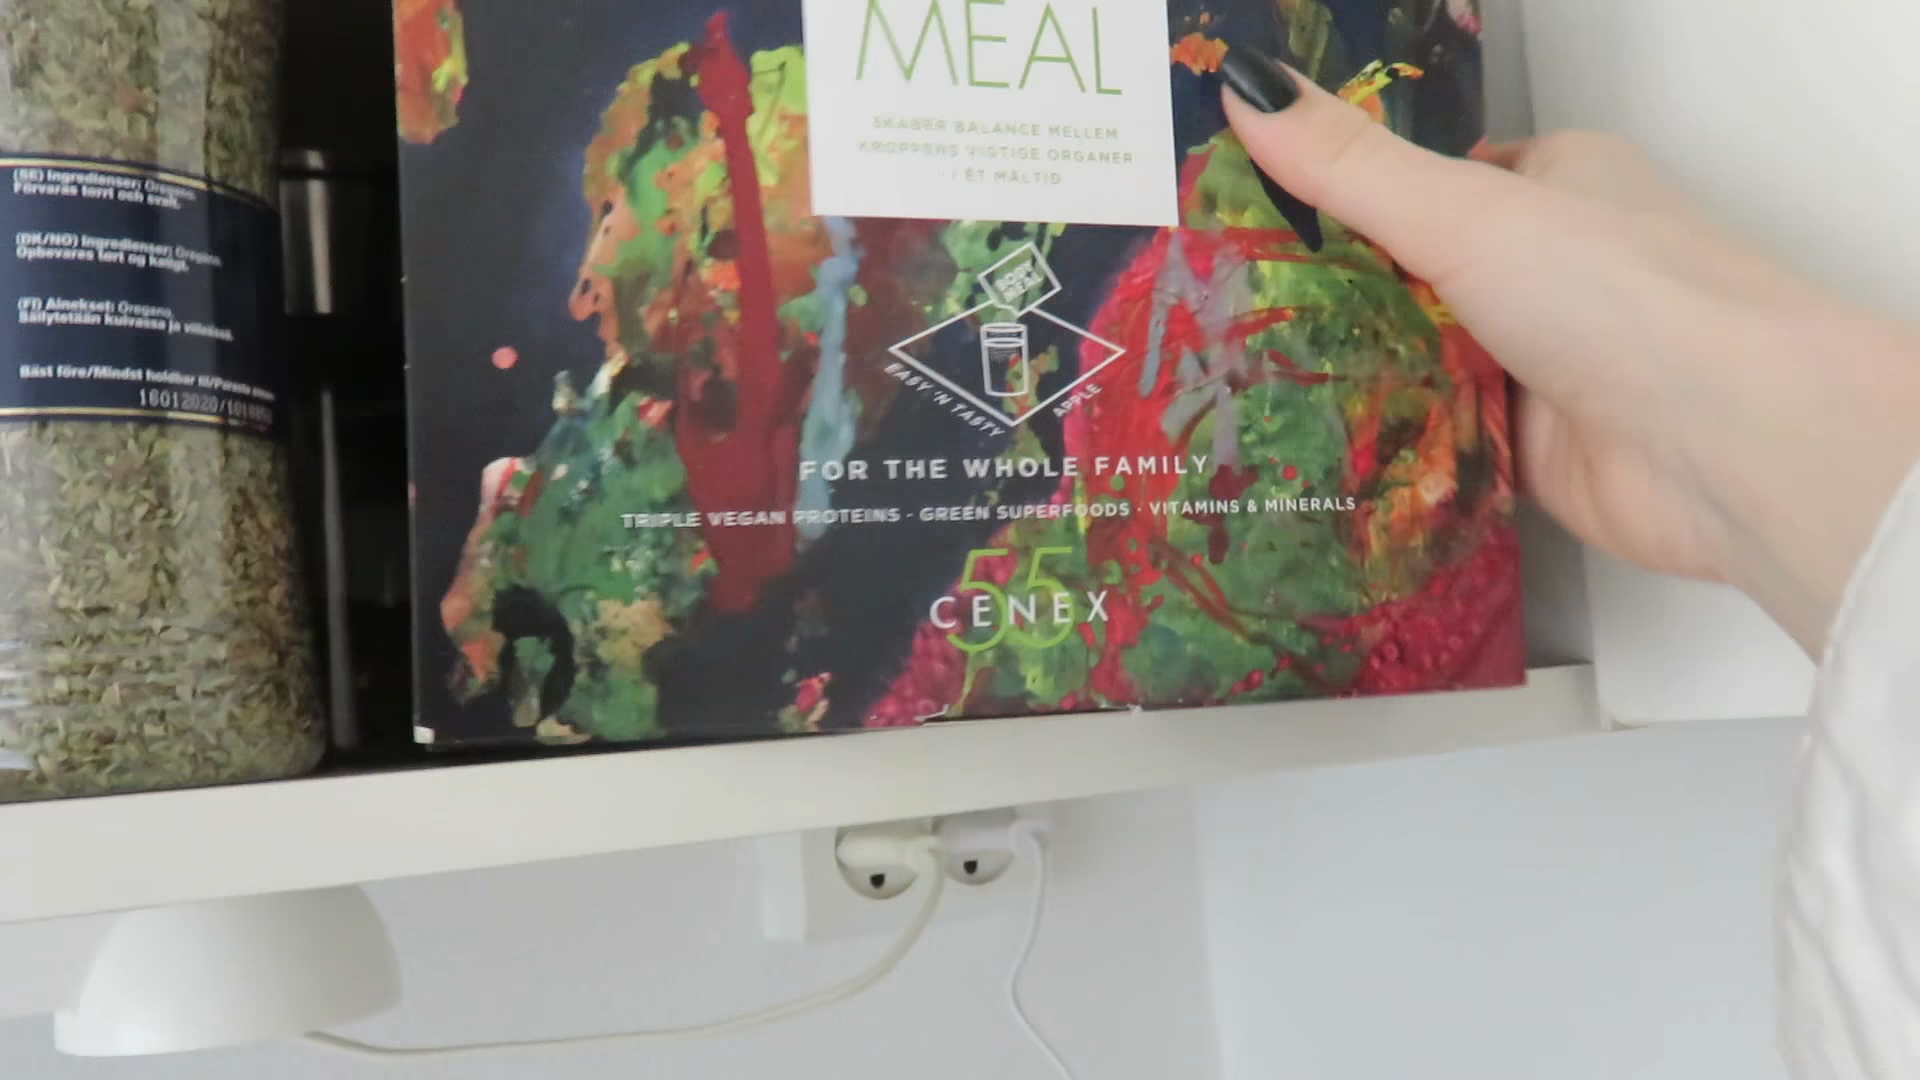 (SE) Ingredienser: Oregano.
Förvaras torrt och svalt.
(DK/NO) Ingredienser: Oregano.
Opbevares tørt og køligt.
(FI) Ainekset: Oregano.
Säilytetään kuivassa ja viileässä.
Bäst före/Mindst holdbar til/Parasta
16012020/
MEAL
SKABER BALANCE MELLEM
KROPPENS VIGTIGE ORGANER
I ÉT MÅLTID
BODY
MEAL
EASY 'N TASTY
APPLE
FOR THE WHOLE FAMILY
TRIPLE VEGAN PROTEINS · GREEN SUPERFOODS · VITAMINS & MINERALS
55
CENEX